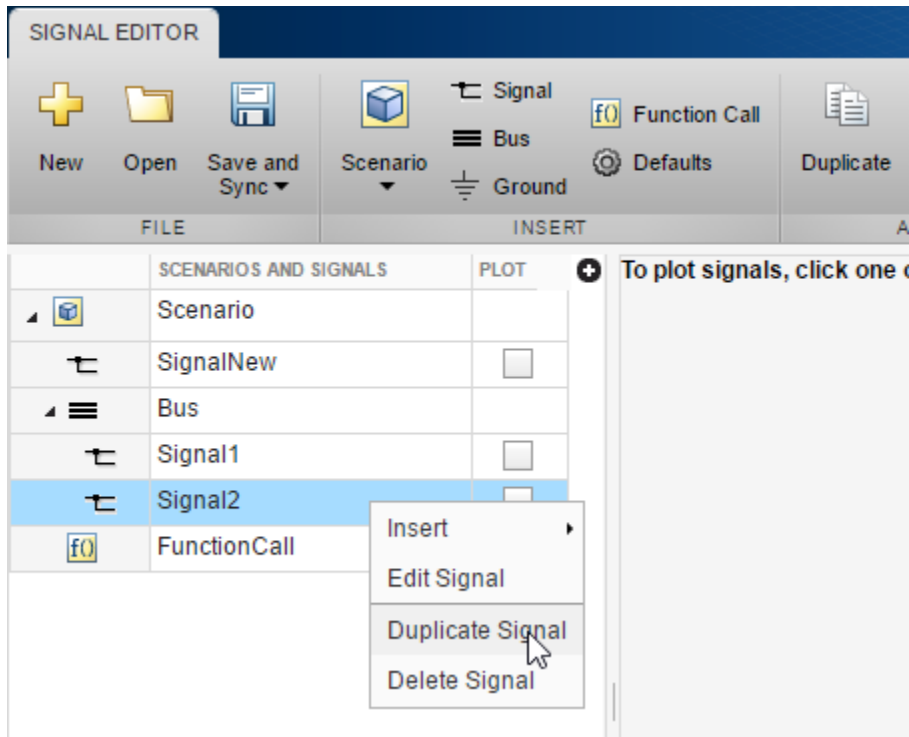 SIGNAL EDITOR
New
Open
Save and
Sync
Scenario
Signal
Bus
Ground
f() Function Call
Defaults
Duplicate
FILE
INSERT
A
SCENARIOS AND SIGNALS
PLOT
To plot signals, click one
Scenario
SignalNew
Bus
Signal1
Signal2
f() FunctionCall
Insert
Edit Signal
Duplicate Signal
Delete Signal